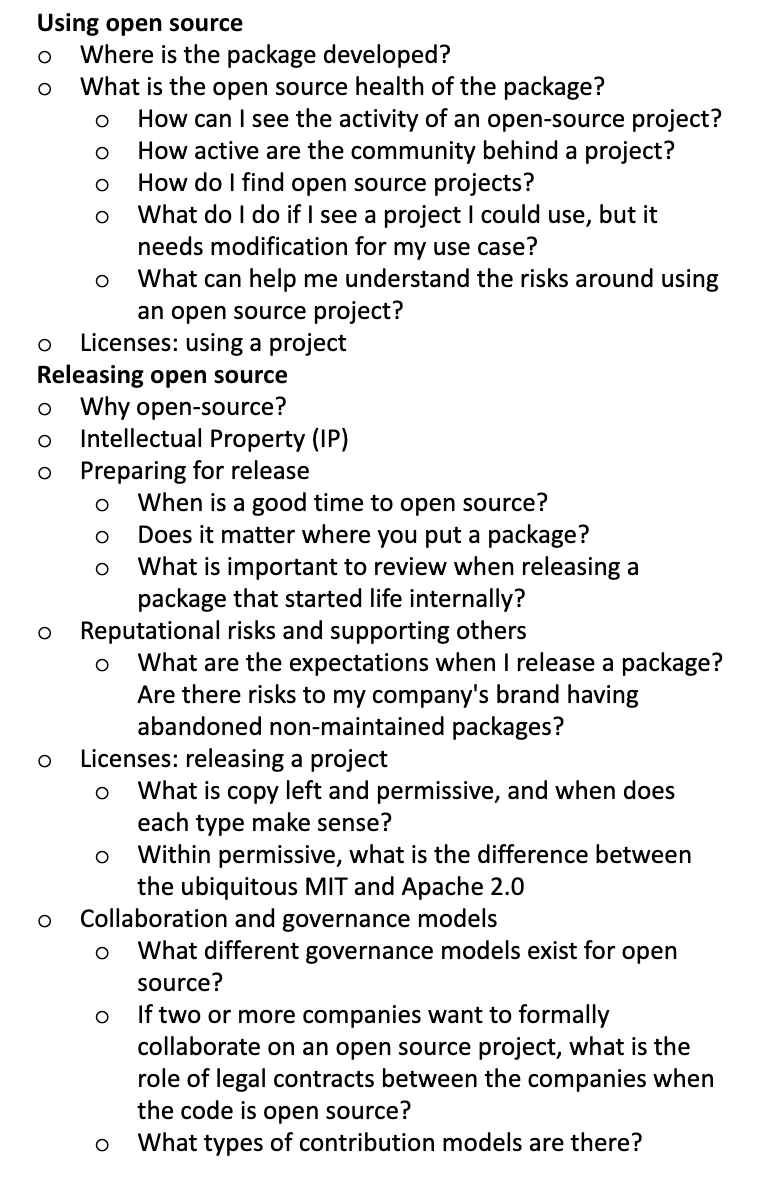 Using open source
o Where is the package developed?
o What is the open source health of the package?
o How can I see the activity of an open-source project?
o How active are the community behind a project?
o How do I find open source projects?
o What do I do if I see a project I could use, but it
needs modification for my use case?
o What can help me understand the risks around using
an open source project?
o Licenses: using a project
Releasing open source
o Why open-source?
o Intellectual Property (IP)
o Preparing for release
o When is a good time to open source?
o Does it matter where you put a package?
o What is important to review when releasing a
package that started life internally?
o Reputational risks and supporting others
o What are the expectations when I release a package?
Are there risks to my company's brand having
abandoned non-maintained packages?
o Licenses: releasing a project
o What is copy left and permissive, and when does
each type make sense?
o Within permissive, what is the difference between
the ubiquitous MIT and Apache 2.0
o Collaboration and governance models
o What different governance models exist for open
source?
o If two or more companies want to formally
collaborate on an open source project, what is the
role of legal contracts between the companies when
the code is open source?
o What types of contribution models are there?